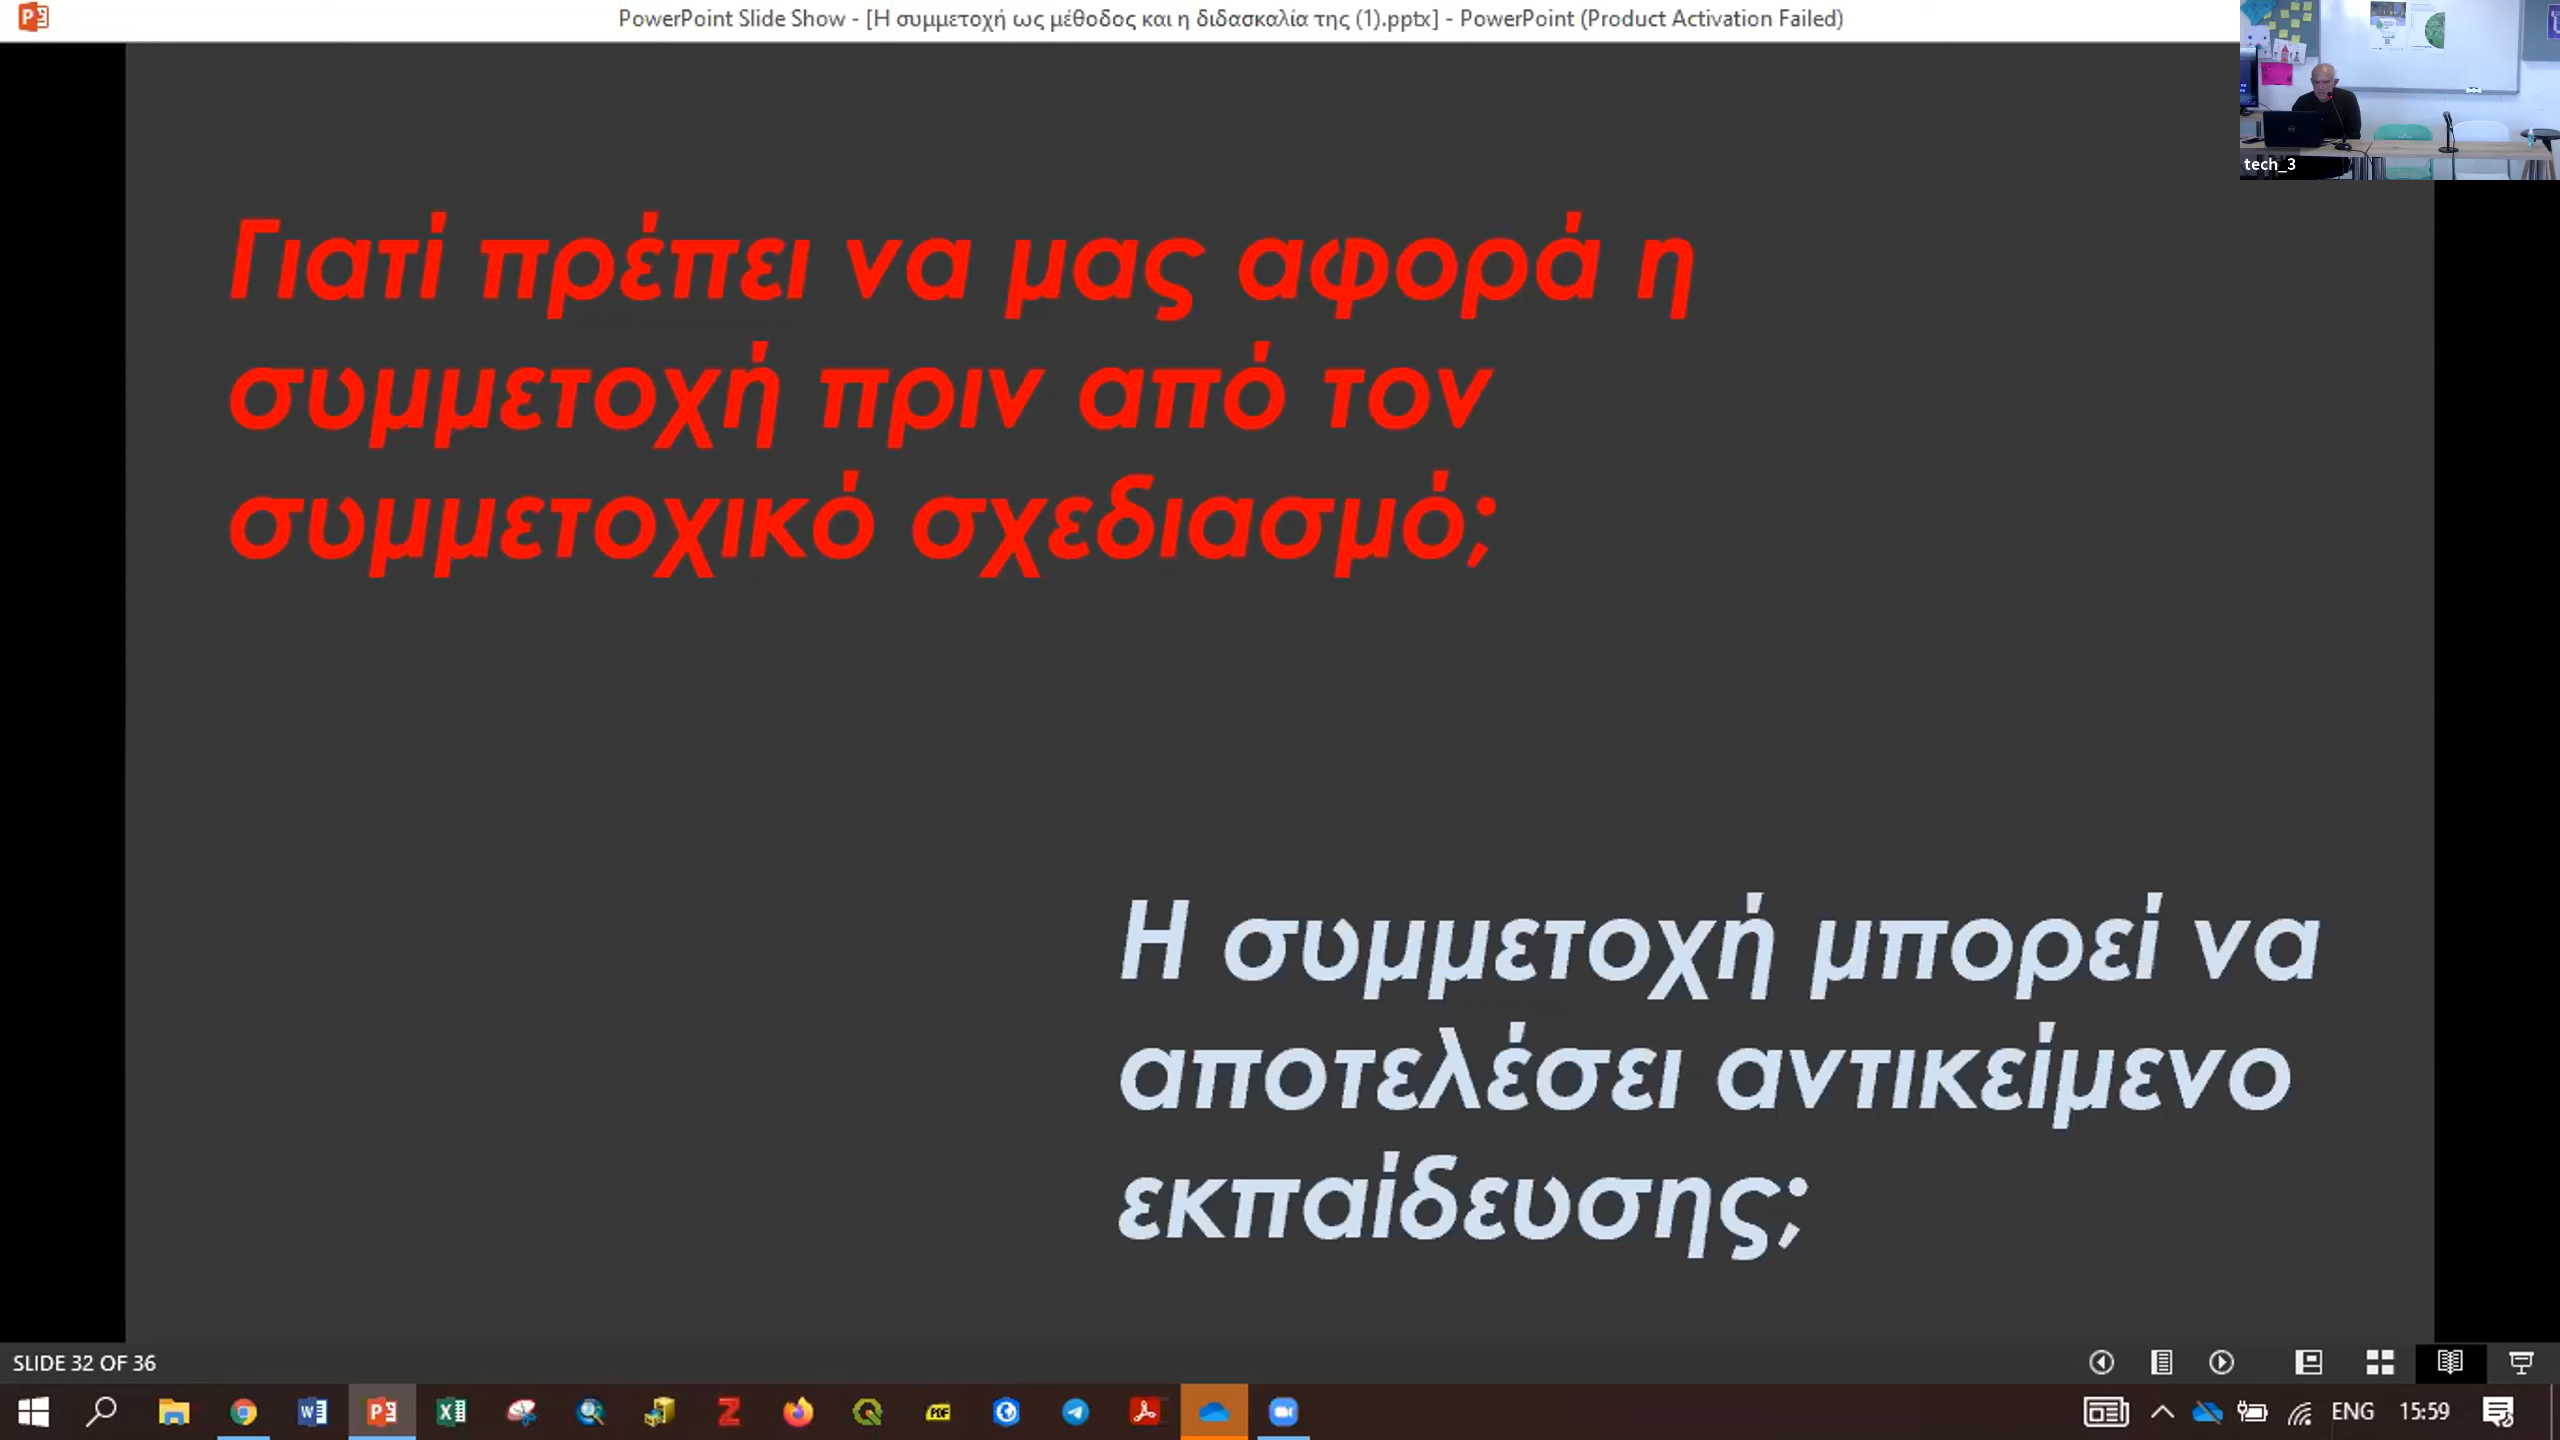 PowerPoint Slide Show - [Η συμμετοχή ως μέθοδος και η διδασκαλία της (1).pptx] - PowerPoint (Product Activation Failed)
tech_3
Γιατί πρέπει να μας αφορά η
συμμετοχή πριν από τον
συμμετοχικό σχεδιασμό;
Η συμμετοχή μπορεί να
αποτελέσει αντικείμενο
εκπαίδευσης;
SLIDE 32 OF 36
ENG 15:59